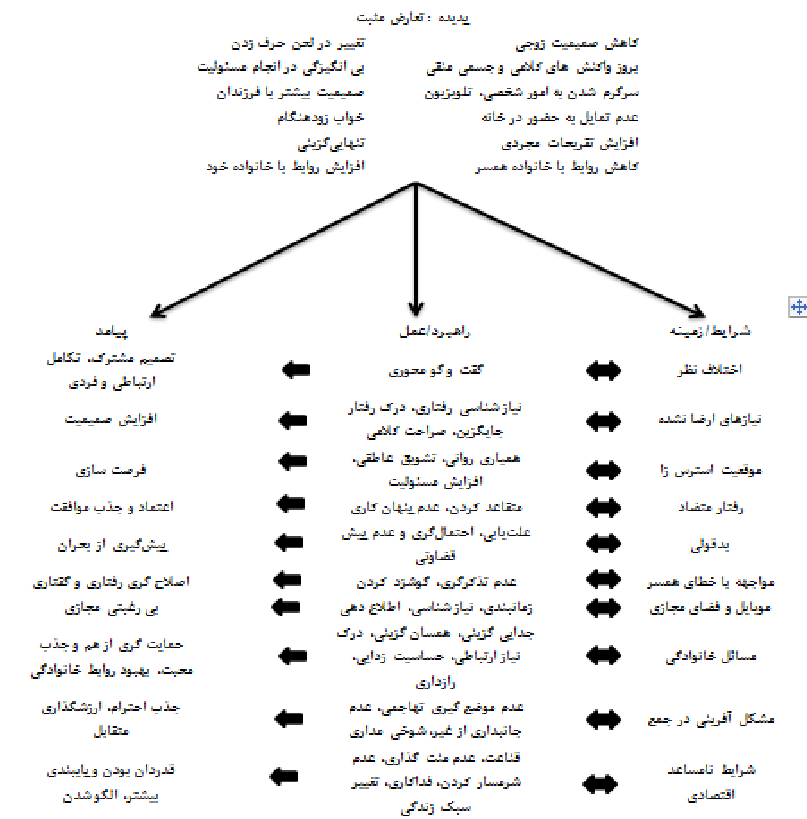 پدیده :تعارض مثبت
کاهش صمیمیت زوجی
تغییر در لحن حرف زدن
بروز واکنش های کلامی و جسمی منفی
بی انگیزگی در انجام مسئولیت
سرگرم شدن به امور شخصی، تلویزیون
صمیمیت بیشتر با فرزندان
عدم تمایل به حضور در خانه
خواب زودهنگام
افزایش تفریحات مجردی
تنهایی‌گزینی
کاهش روابط با خانواده همسر
افزایش روابط با خانواده خود
شرایط/زمینه
راهبرد/عمل
پیامد
اختلاف نظر
گفت وگو محوری
تصمیم مشترک، تکامل
ارتباطی و فردی
نیازهای ارضا نشده
نیازشناسی رفتاری، درک رفتار
جایگزین، صراحت کلامی
افزایش صمیمیت
موقعیت استرس زا
همیاری روانی، تشویق عاطفی،
افزایش مسئولیت
فرصت سازی
رفتار متضاد
متقاعد کردن، عدم پنهان کاری
اعتماد و جذب موافقت
بدقولی
علت‌یابی، احتمال‌گری و عدم پیش
قضاوتی
پیش‌گیری از بحران
مواجهه با خطای همسر
عدم تذکرگری، گوشزد کردن
اصلاح گری رفتاری و گفتاری
موبایل و فضای مجازی
زمانبندی، نیازشناسی، اطلاع دهی
بی رغبتی مجازی
مسائل خانوادگی
جدایی گزینی، همسان گزینی، درک
نیاز ارتباطی، حساسیت زدایی،
رازداری
حمایت گری از هم و جذب
محبت، بهبود روابط خانوادگی
مشکل آفرینی در جمع
عدم موضع گیری تهاجمی، عدم
جانبداری از غیر، شوخی مداری
جذب احترام، ارزشگذاری
متقابل
شرایط نامساعد
اقتصادی
قناعت، عدم منت گذاری، عدم
شرمسار کردن، فداکاری، تغییر
سبک زندگی
قدردان بودن و پایبندی
بیشتر، الگوشدن